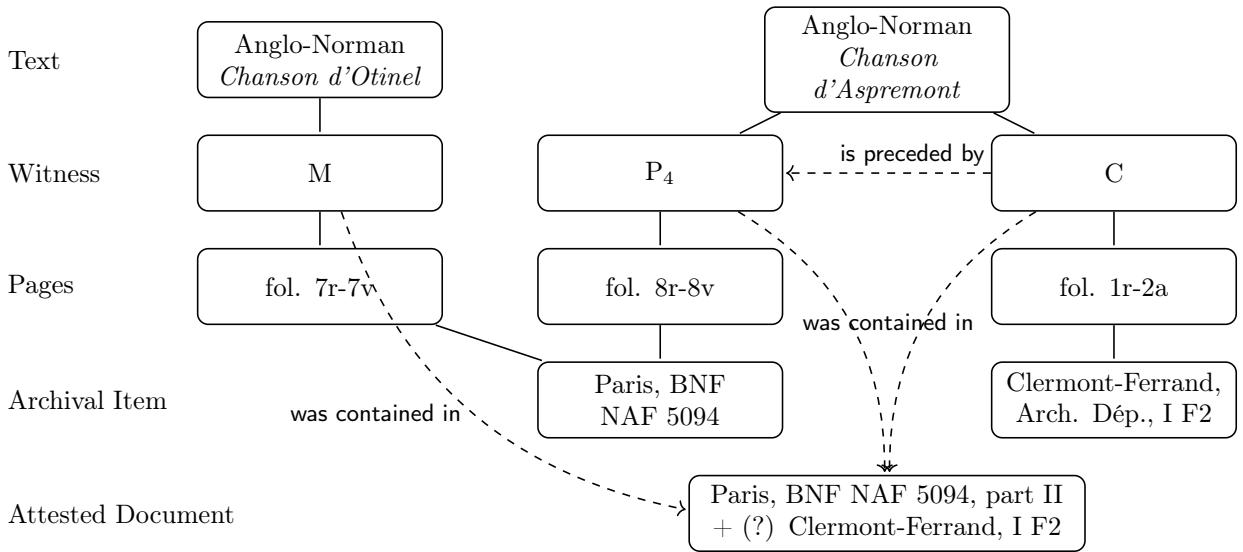 Text
Anglo-Norman
Chanson d'Otinel
Anglo-Norman
Chanson
d'Aspremont
Witness
M
P₄
is preceded by
C
Pages
fol. 7r-7v
fol. 8r-8v
fol. 1r-2a
was contained in
Archival Item
Paris, BNF
NAF 5094
Clermont-Ferrand,
Arch. Dép., I F2
was contained in
Attested Document
Paris, BNF NAF 5094, part II
+ (?) Clermont-Ferrand, I F2